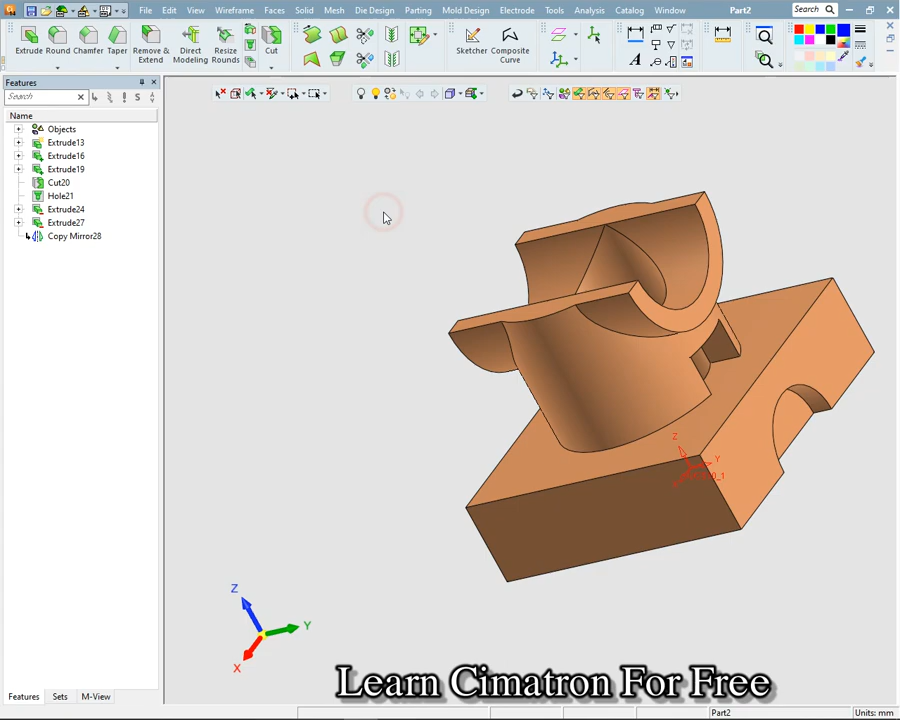 File Edit View Wireframe Faces Solid Mesh Die Design Parting Mold Design Electrode Tools Analysis Catalog Window Part2 Search
Extrude Round Chamfer Taper Remove & Extend Direct Modeling Resize Rounds Cut Sketcher Composite Curve
Features
Search
Name
Objects
Extrude13
Extrude16
Extrude19
Cut20
Hole21
Extrude24
Extrude27
Copy Mirror28
Z
Y
Z
Y
X
Learn Cimatron For Free
Features Sets M-View
Part2 Units: mm